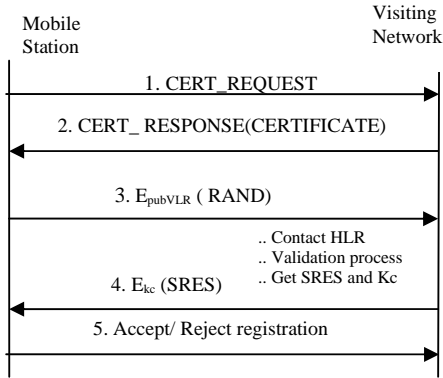 Mobile
Station
Visiting
Network
1. CERT_REQUEST
2. CERT_ RESPONSE(CERTIFICATE)
3. EpubVLR ( RAND)
.. Contact HLR
.. Validation process
.. Get SRES and Kc
4. Ekc (SRES)
5. Accept/ Reject registration